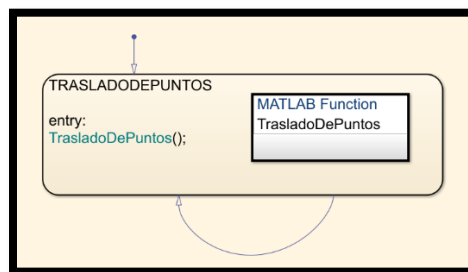 TRASLADODEPUNTOS
entry:
TrasladoDePuntos();
MATLAB Function
TrasladoDePuntos